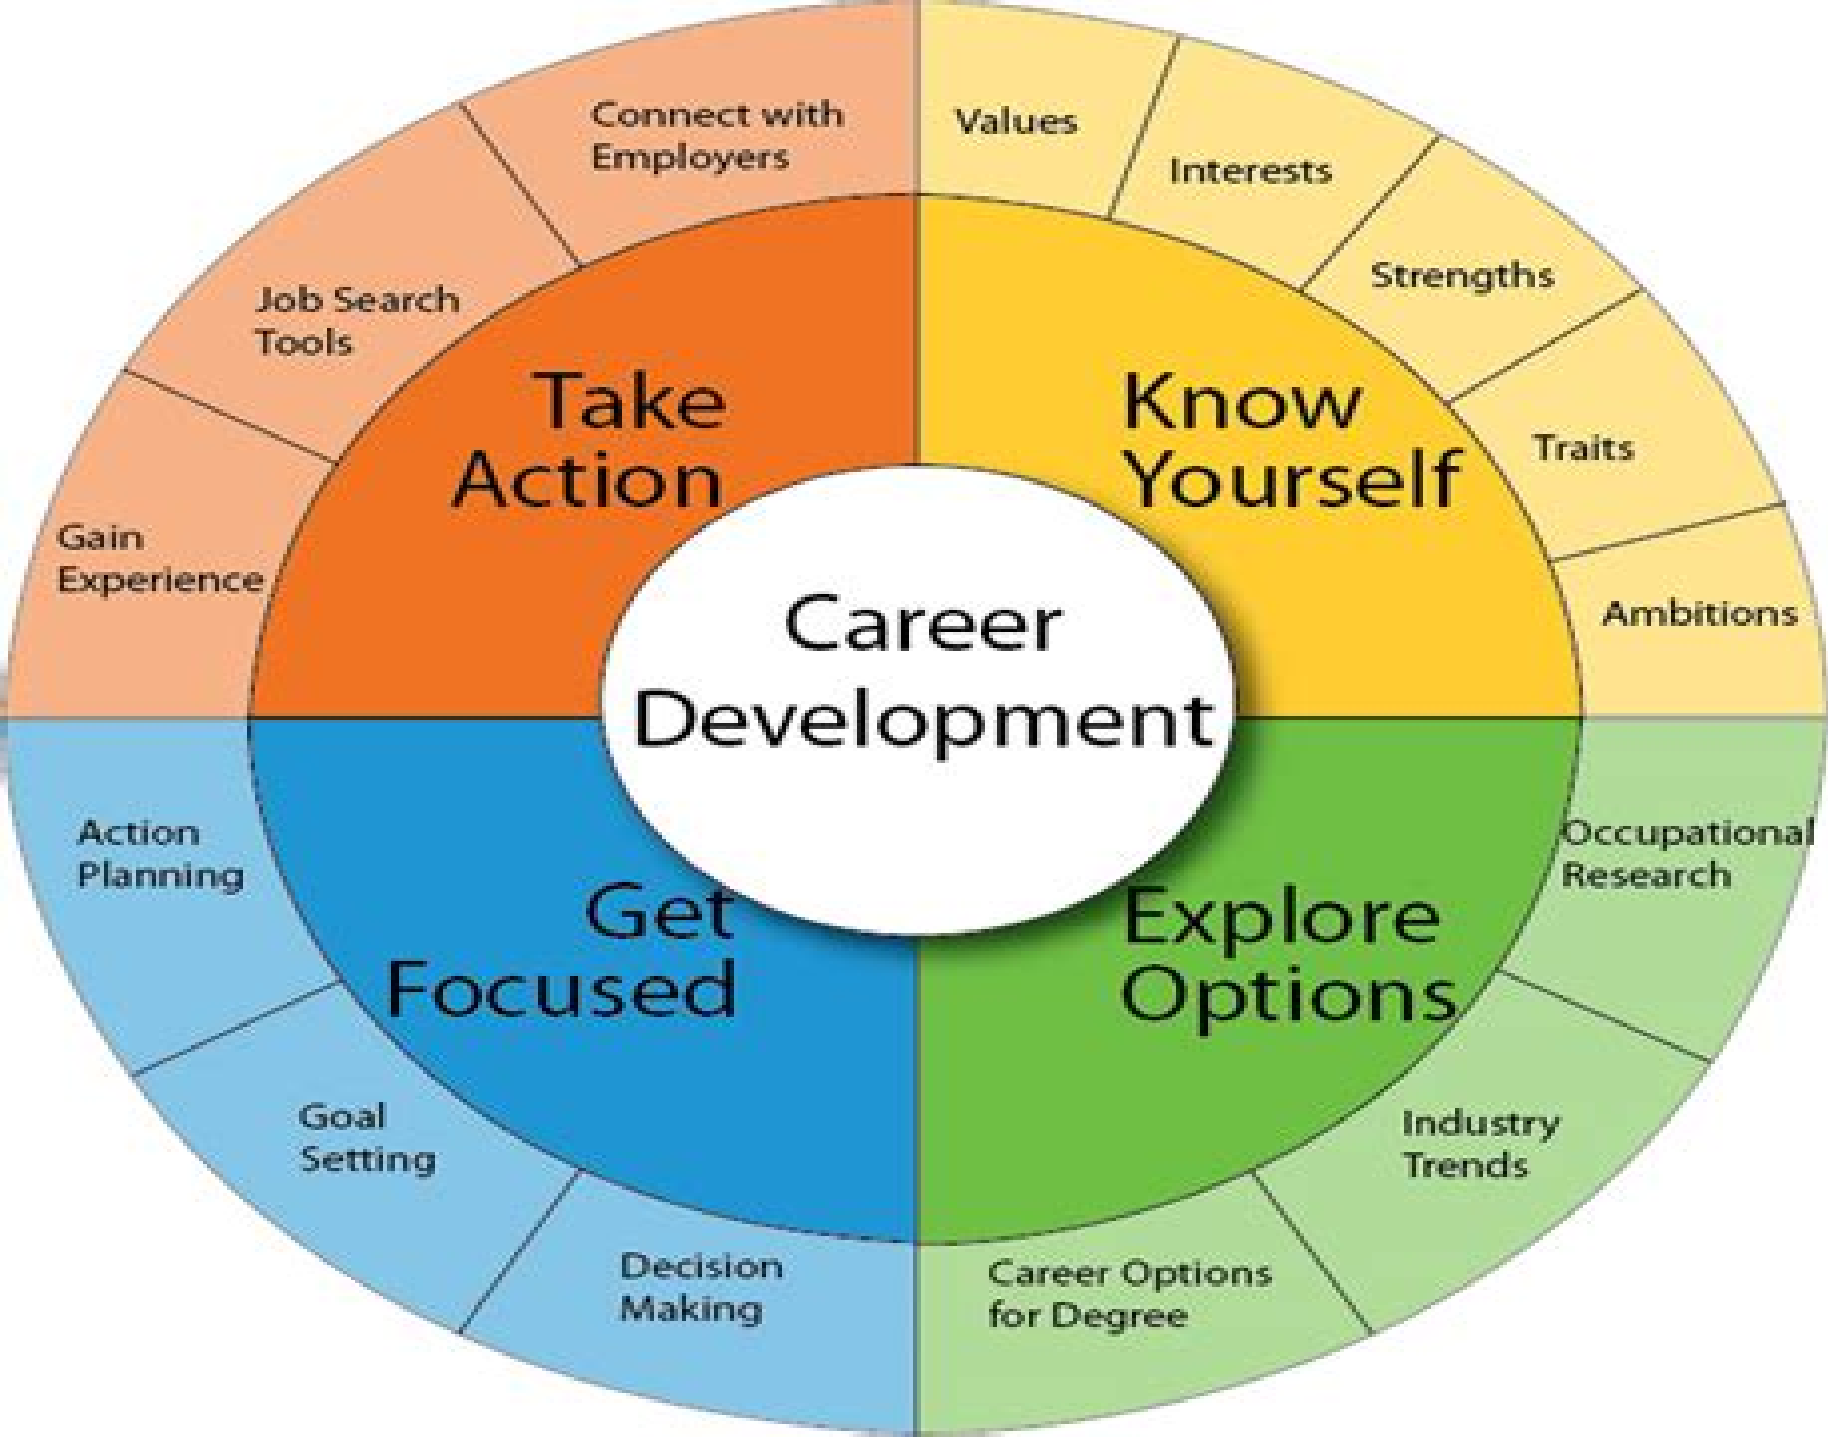 Connect with
Employers
Values
Interests
Strengths
Traits
Ambitions
Job Search
Tools
Gain
Experience
Take
Action
Know
Yourself
Career
Development
Get
Focused
Explore
Options
Action
Planning
Goal
Setting
Decision
Making
Occupational
Research
Industry
Trends
Career Options
for Degree